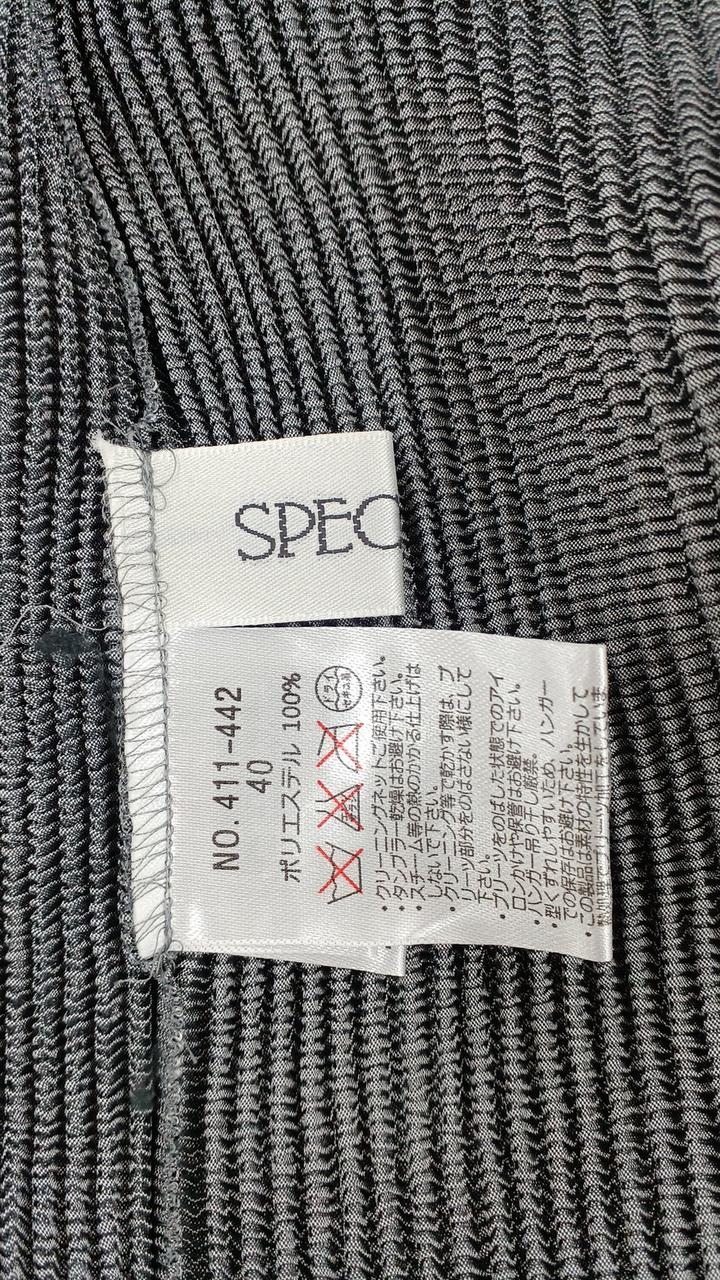 SPEC
NO.411-442
40
ポリエステル 100%
ドライ
セキユ系
・クリーニングネットご使用下さい。
・タンブラー乾燥はお避け下さい。
・スチーム等の熱のかかる仕上げは
しないで下さい。
・クリーニング等で乾かす際は、プ
リーツ部分をのばさない様にして
下さい。
・プリーツをのばした状態でのアイ
ロンがけや保管はお避け下さい。
・ハンガー吊り干し厳禁。
・型くずれしやすいため、ハンガー
での保存はお避け下さい。
・この製品は素材の特性を生かして